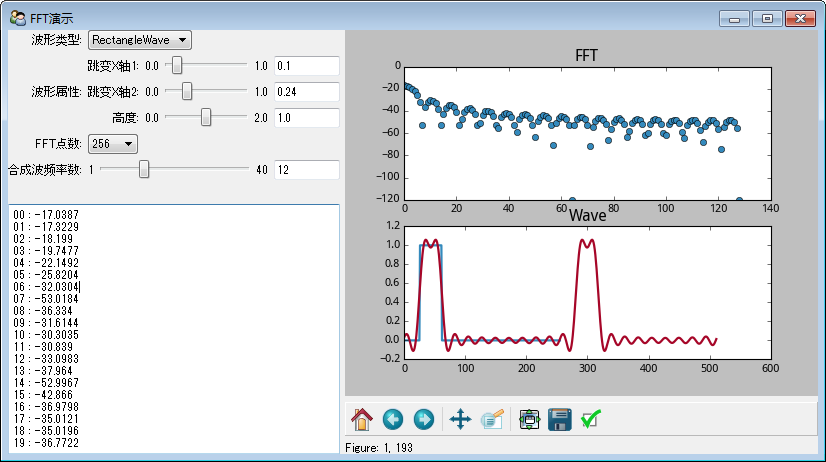 FFT演示
波形类型: RectangleWave
跳变X轴1: 0.0 1.0 0.1
波形属性: 跳变X轴2: 0.0 1.0 0.24
高度: 0.0 2.0 1.0
FFT点数: 256
合成波频率数: 1 40 12
00 : -17.0387
01 : -17.3229
02 : -18.199
03 : -19.7477
04 : -22.1492
05 : -25.8204
06 : -32.0304
07 : -53.0184
08 : -36.334
09 : -31.6144
10 : -30.3035
11 : -30.839
12 : -33.0983
13 : -37.964
14 : -52.9967
15 : -42.866
16 : -36.9798
17 : -35.0121
18 : -35.0196
19 : -36.7722
FFT
0
−20
−40
−60
−80
−100
−120
0 20 40 60 80 100 120 140
Wave
1.2
1.0
0.8
0.6
0.4
0.2
0.0
−0.2
0 100 200 300 400 500 600
Figure: 1, 193